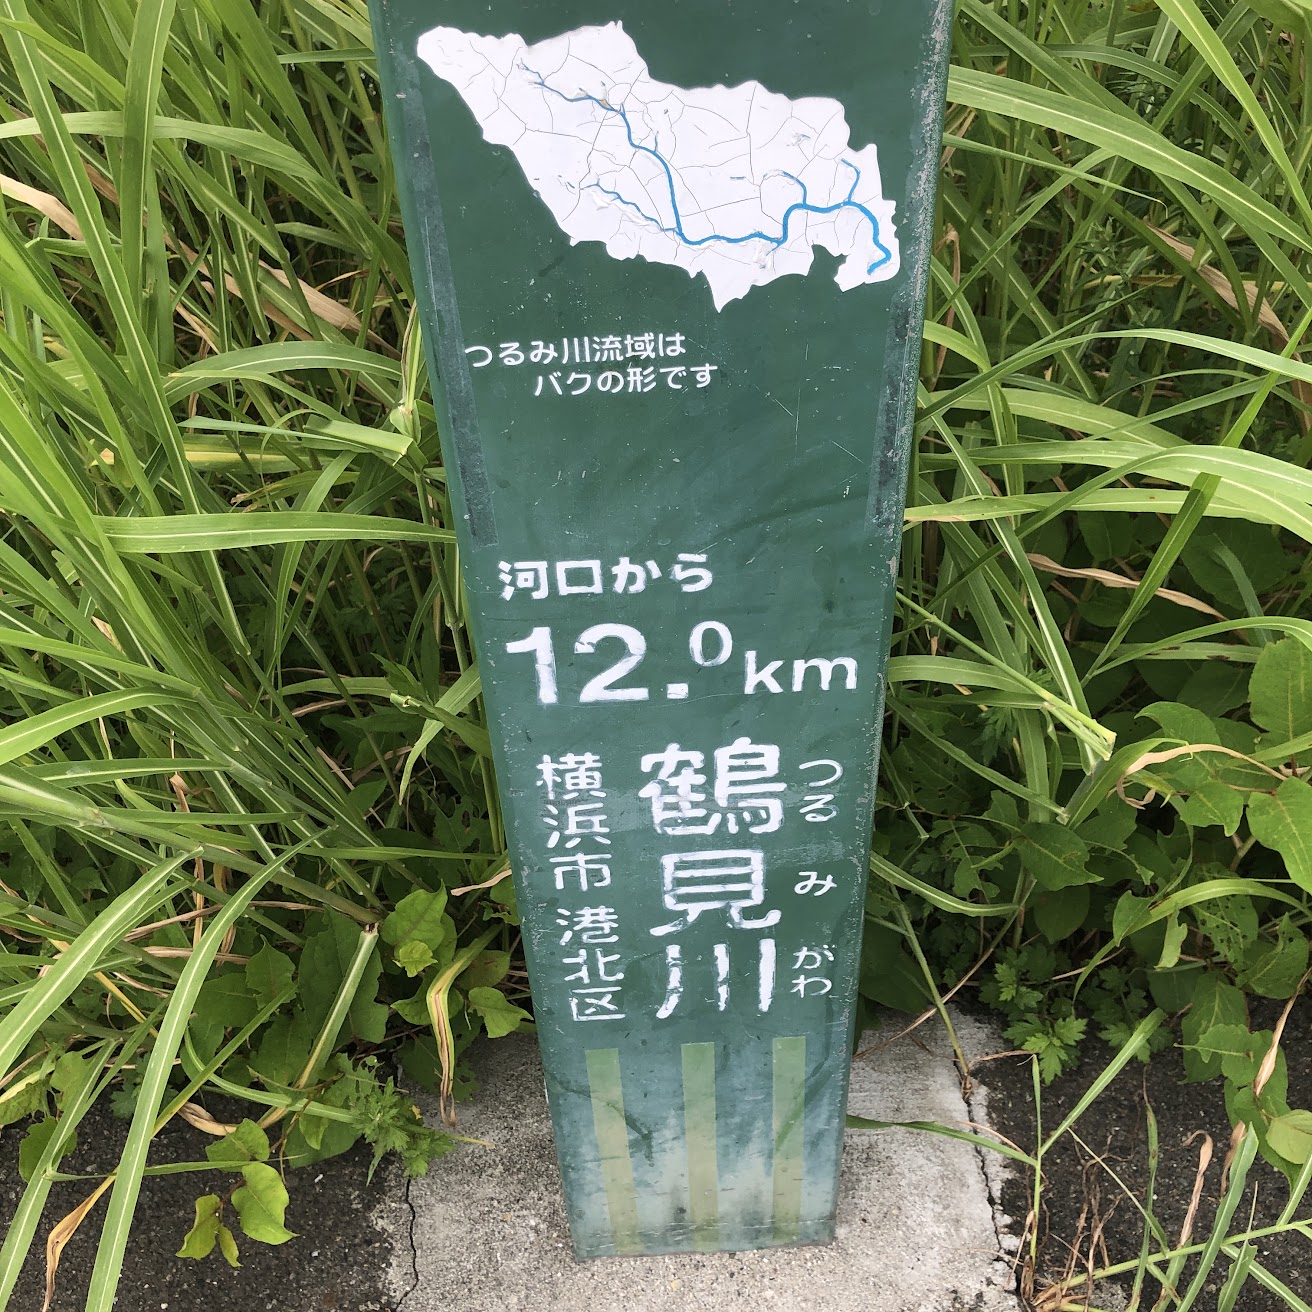 つるみ川流域は
バクの形です
河口から
12.0km
鶴見川
つるみがわ
横浜市港北区